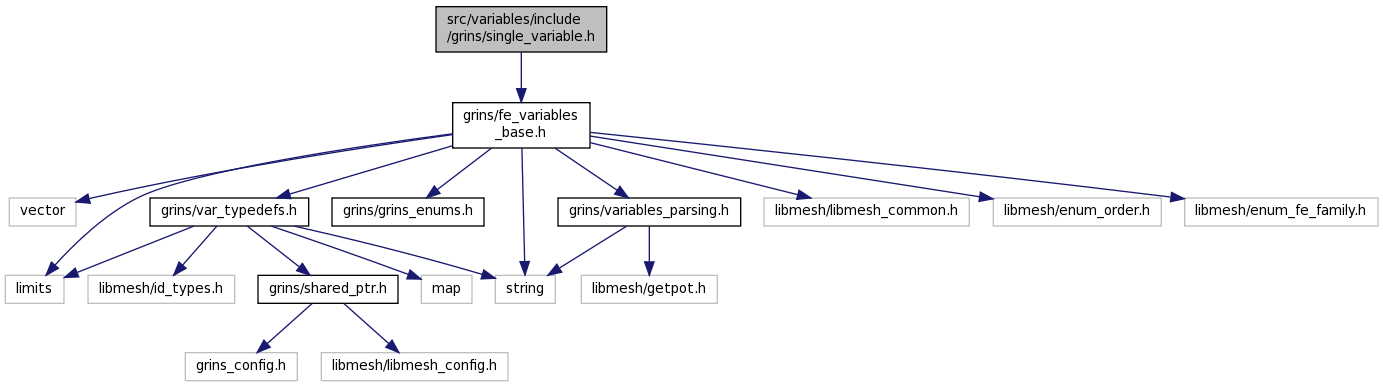 src/variables/include
/grins/single_variable.h
grins/fe_variables
_base.h
vector
grins/var_typedefs.h
grins/grins_enums.h
grins/variables_parsing.h
libmesh/libmesh_common.h
libmesh/enum_order.h
libmesh/enum_fe_family.h
limits
libmesh/id_types.h
grins/shared_ptr.h
map
string
libmesh/getpot.h
grins_config.h
libmesh/libmesh_config.h